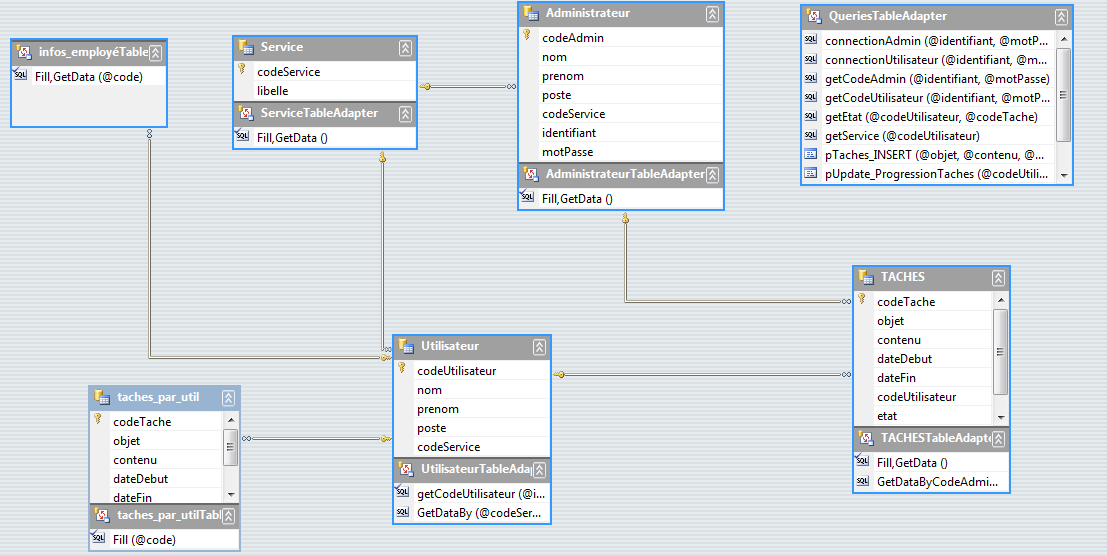 infos_employéTable
Fill,GetData (@code)
Service
codeService
libelle
ServiceTableAdapter
Fill,GetData ()
Administrateur
codeAdmin
nom
prenom
poste
codeService
identifiant
motPasse
AdministrateurTableAdapter
Fill,GetData ()
QueriesTableAdapter
connectionAdmin (@identifiant, @motP...
connectionUtilisateur (@identifiant, @m...
getCodeAdmin (@identifiant, @motPasse)
getCodeUtilisateur (@identifiant, @motP...
getEtat (@codeUtilisateur, @codeTache)
getService (@codeUtilisateur)
pTaches_INSERT (@objet, @contenu, @...
pUpdate_ProgressionTaches (@codeUtili...
TACHES
codeTache
objet
contenu
dateDebut
dateFin
codeUtilisateur
etat
TACHESTableAdapte
Fill,GetData ()
GetDataByCodeAdmi...
Utilisateur
codeUtilisateur
nom
prenom
poste
codeService
UtilisateurTableAdap
getCodeUtilisateur (@i...
GetDataBy (@codeSer...
taches_par_util
codeTache
objet
contenu
dateDebut
dateFin
taches_par_utilTabl
Fill (@code)